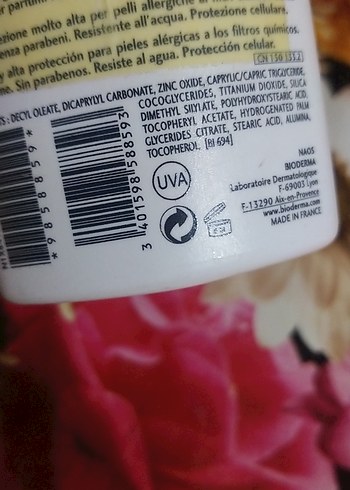 zione molto alta per pelli allergiche ai
senza parabeni. Resistente all'acqua. Protezione cellulare.
y alta protección para pieles alérgicas a los filtros químicos.
Sin parabenos. Resiste al agua. Protección celular.
: DECYL OLEATE, DICAPRYLYL CARBONATE, ZINC OXIDE, CAPRYLIC/CAPRIC TRIGLYCERIDE,
COCOGLYCERIDES, TITANIUM DIOXIDE, SILICA
DIMETHYL SILYLATE, POLYHYDROXYSTEARIC ACID,
TOCOPHERYL ACETATE, HYDROGENATED PALM
GLYCERIDES CITRATE, STEARIC ACID, ALUMINA,
TOCOPHEROL. [BI 694]
*9858859*
3 401598 588593
UVA
NAOS
BIODERMA
Laboratoire Dermatologique
F-69003 Lyon
F-13290 Aix-en-Provence
www.bioderma.com
MADE IN FRANCE